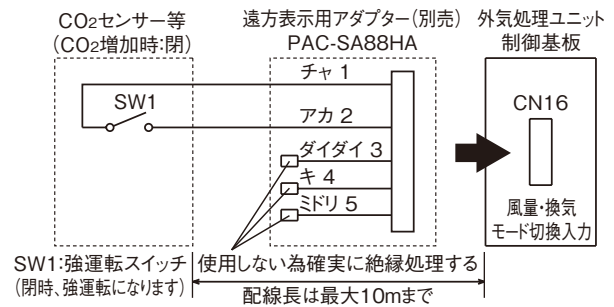 CO2センサー等
(CO2増加時:閉)
遠方表示用アダプター(別売)
PAC-SA88HA
外気処理ユニット
制御基板
チャ 1
SW1
アカ 2
ダイダイ 3
キ 4
ミドリ 5
CN16
風量・換気
モード切換入力
SW1:強運転スイッチ
(閉時、強運転になります)
使用しない為確実に絶縁処理する
配線長は最大10mまで